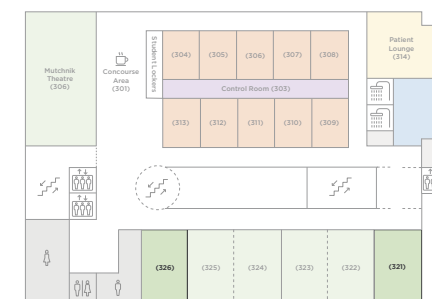 Mutchnik
Theatre
(306)
Concourse
Area
(301)
Student Lockers
(304)
(305)
(306)
(307)
(308)
Control Room (303)
(313)
(312)
(311)
(310)
(309)
Patient
Lounge
(314)
(326)
(325)
(324)
(323)
(322)
(321)